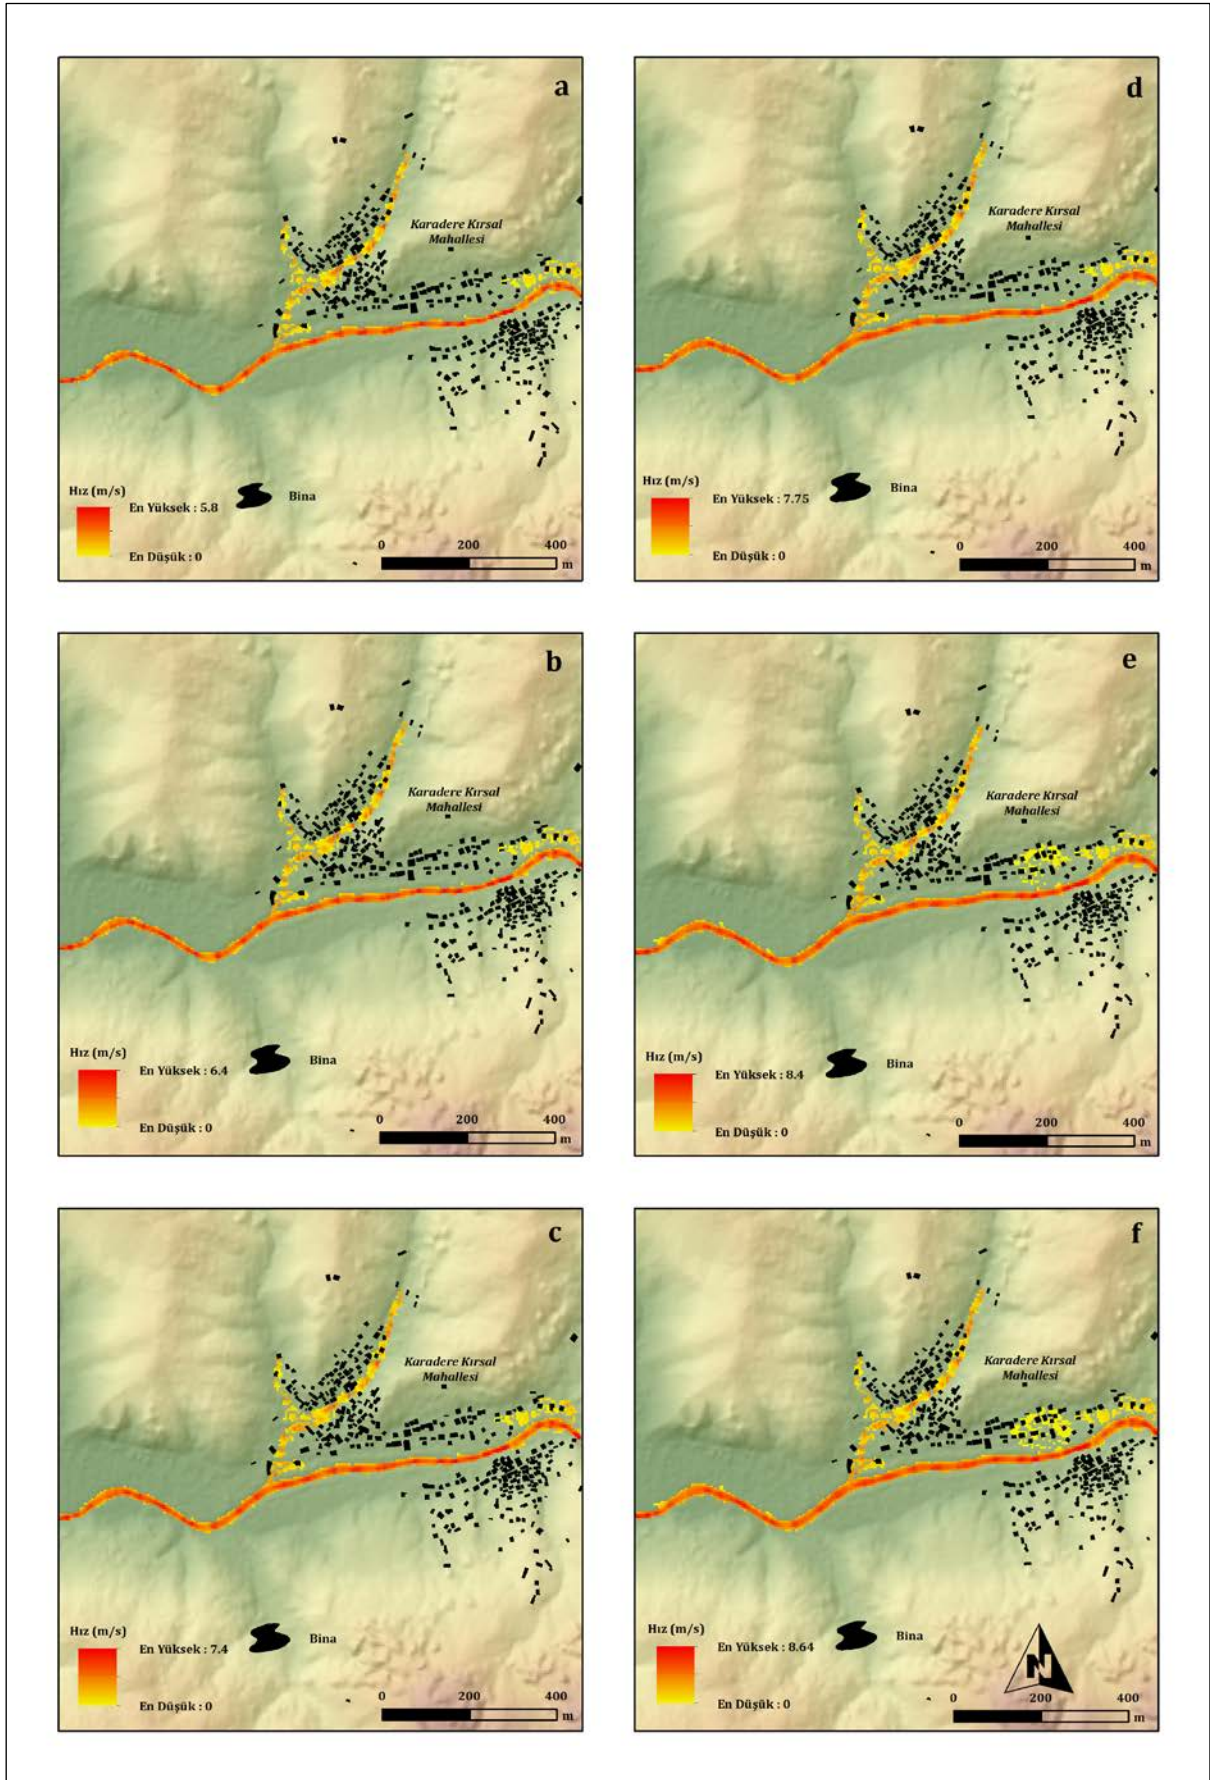 a
Karadere Kırsal
Mahallesi
Hız (m/s)
En Yüksek : 5.8
En Düşük : 0
Bina
0 200 400
m
d
Karadere Kırsal
Mahallesi
Hız (m/s)
En Yüksek : 7.75
En Düşük : 0
Bina
0 200 400
m
b
Karadere Kırsal
Mahallesi
Hız (m/s)
En Yüksek : 6.4
En Düşük : 0
Bina
0 200 400
m
e
Karadere Kırsal
Mahallesi
Hız (m/s)
En Yüksek : 8.4
En Düşük : 0
Bina
0 200 400
m
c
Karadere Kırsal
Mahallesi
Hız (m/s)
En Yüksek : 7.4
En Düşük : 0
Bina
0 200 400
m
f
Karadere Kırsal
Mahallesi
Hız (m/s)
En Yüksek : 8.64
En Düşük : 0
Bina
N
0 200 400
m